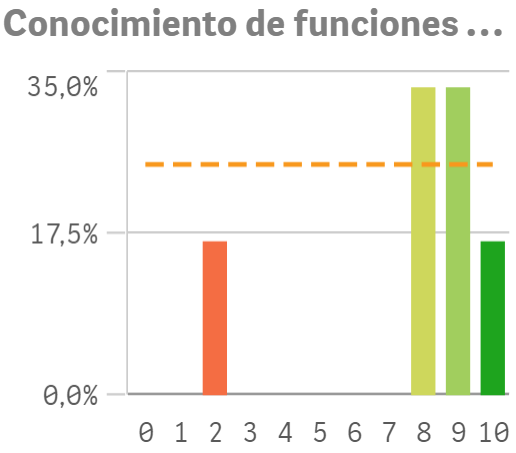 Conocimiento de funciones ...
35,0%
17,5%
0,0%
0 1 2 3 4 5 6 7 8 9 10